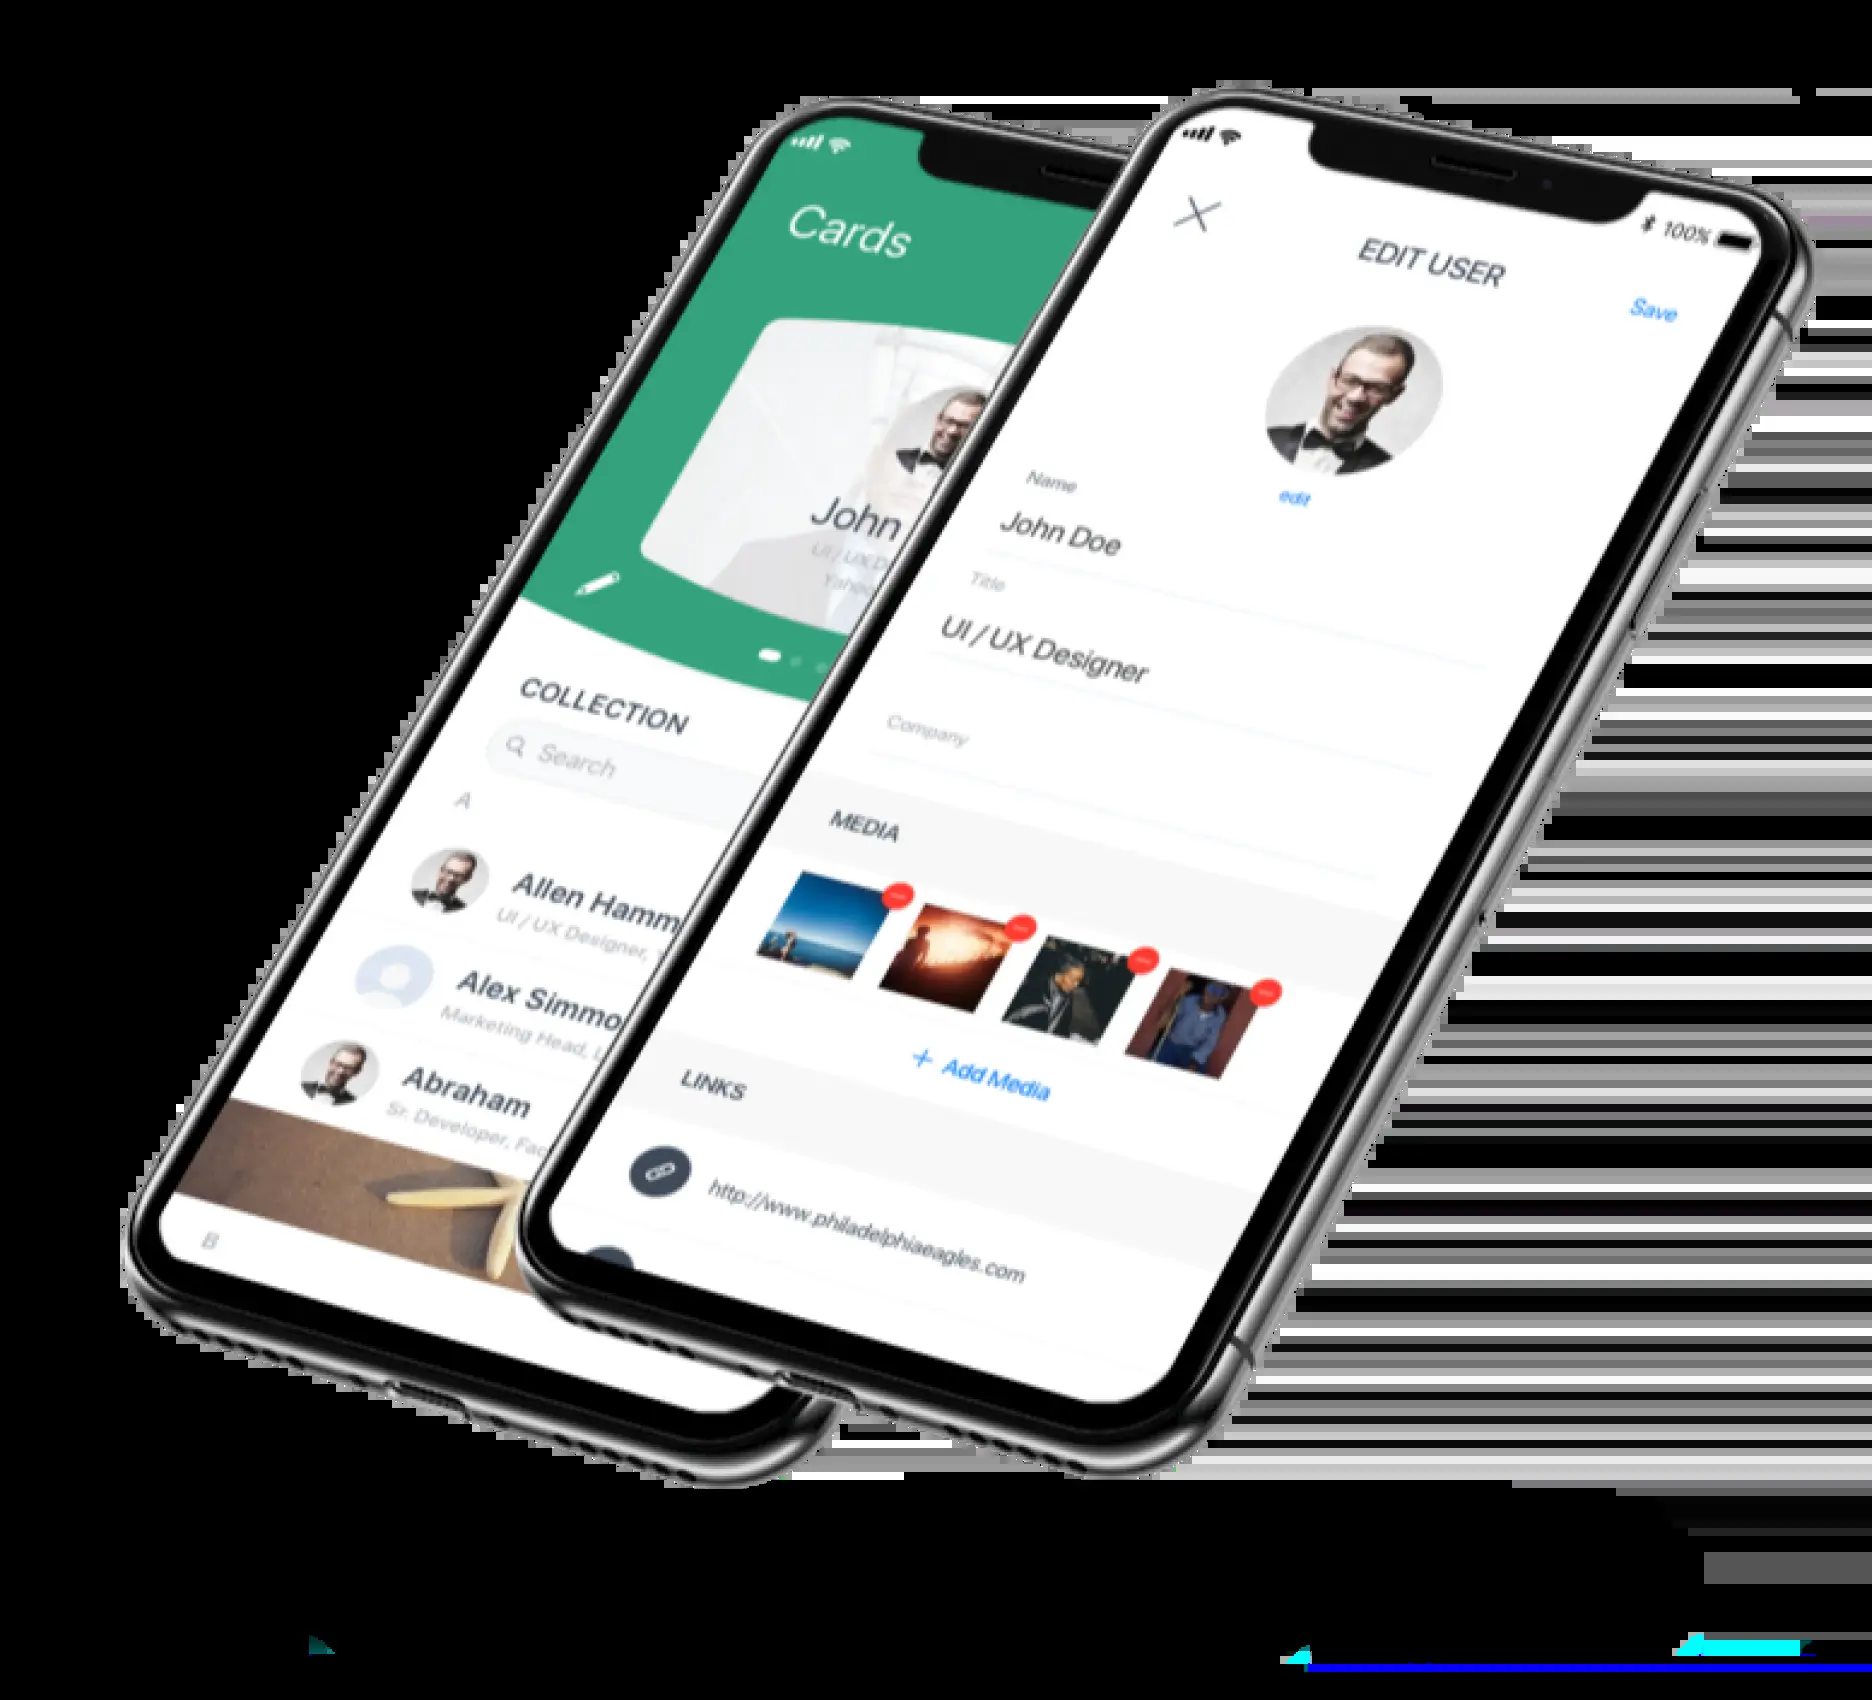 Cards
John
UI / UX D
Yahoo
COLLECTION
Search
A
Allen Hamm
UI / UX Designer,
Alex Simmo
Marketing Head, L
Abraham
Sr. Developer, Fac
B
100%
EDIT USER
Save
edit
Name
John Doe
Title
UI / UX Designer
Company
MEDIA
+ Add Media
LINKS
http://www.philadelphiaeagles.com